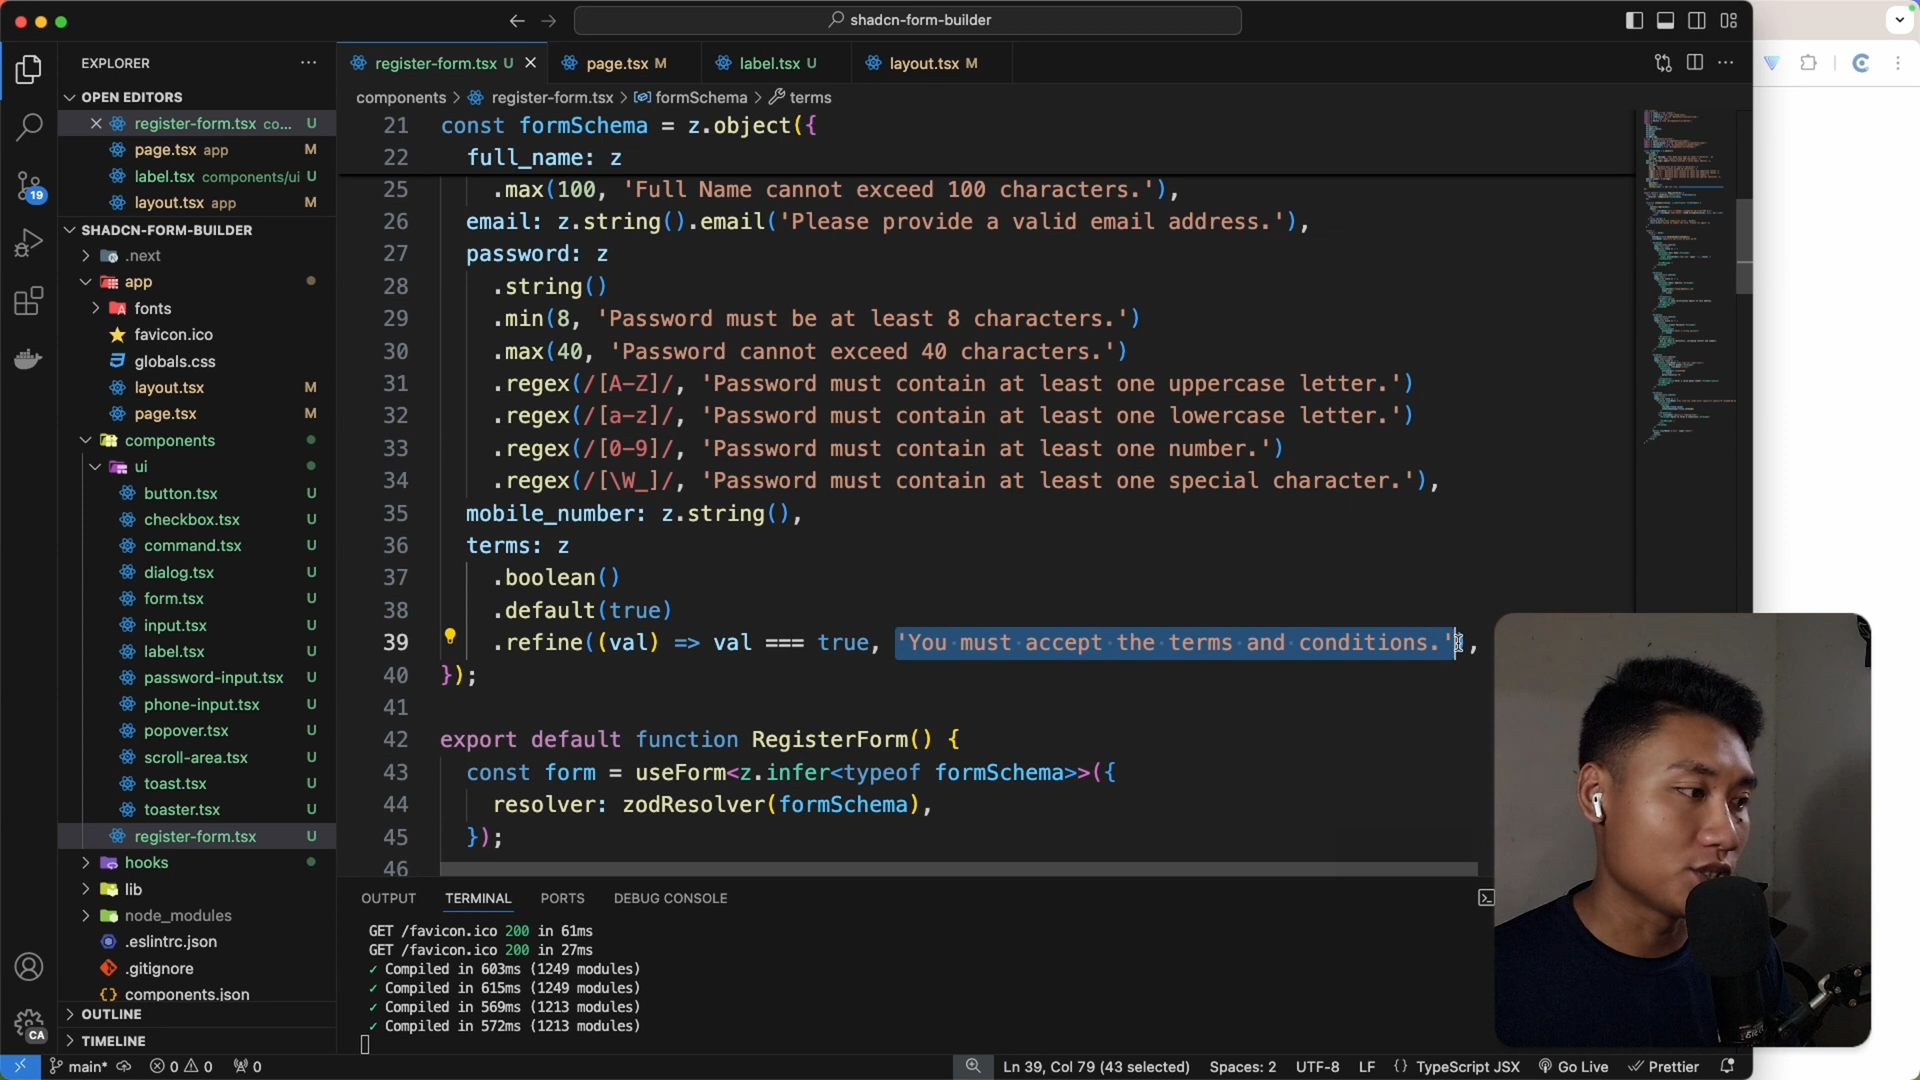 shadcn-form-builder
EXPLORER
OPEN EDITORS
register-form.tsx co... U
page.tsx app M
label.tsx components/ui U
layout.tsx app M
SHADCN-FORM-BUILDER
.next
app
fonts
favicon.ico
globals.css
layout.tsx M
page.tsx M
components
ui
button.tsx U
checkbox.tsx U
command.tsx U
dialog.tsx U
form.tsx U
input.tsx U
label.tsx U
password-input.tsx U
phone-input.tsx U
popover.tsx U
scroll-area.tsx U
toast.tsx U
toaster.tsx U
register-form.tsx U
hooks
lib
node_modules
.eslintrc.json
.gitignore
components.json
OUTLINE
TIMELINE
19
CA
register-form.tsx U
page.tsx M
label.tsx U
layout.tsx M
components > register-form.tsx > formSchema > terms
21 const formSchema = z.object({
22 full_name: z
25 .max(100, 'Full Name cannot exceed 100 characters.'),
26 email: z.string().email('Please provide a valid email address.'),
27 password: z
28 .string()
29 .min(8, 'Password must be at least 8 characters.')
30 .max(40, 'Password cannot exceed 40 characters.')
31 .regex(/[A-Z]/, 'Password must contain at least one uppercase letter.')
32 .regex(/[a-z]/, 'Password must contain at least one lowercase letter.')
33 .regex(/[0-9]/, 'Password must contain at least one number.')
34 .regex(/[\W_]/, 'Password must contain at least one special character.'),
35 mobile_number: z.string(),
36 terms: z
37 .boolean()
38 .default(true)
39 .refine((val) => val === true, 'You must accept the terms and conditions.'),
40 });
41
42 export default function RegisterForm() {
43 const form = useForm<z.infer<typeof formSchema>>({
44 resolver: zodResolver(formSchema),
45 });
46
OUTPUT TERMINAL PORTS DEBUG CONSOLE
GET /favicon.ico 200 in 61ms
GET /favicon.ico 200 in 27ms
✓ Compiled in 603ms (1249 modules)
✓ Compiled in 615ms (1249 modules)
✓ Compiled in 569ms (1213 modules)
✓ Compiled in 572ms (1213 modules)
main* 0 0 0 Ln 39, Col 79 (43 selected) Spaces: 2 UTF-8 LF {} TypeScript JSX Go Live Prettier